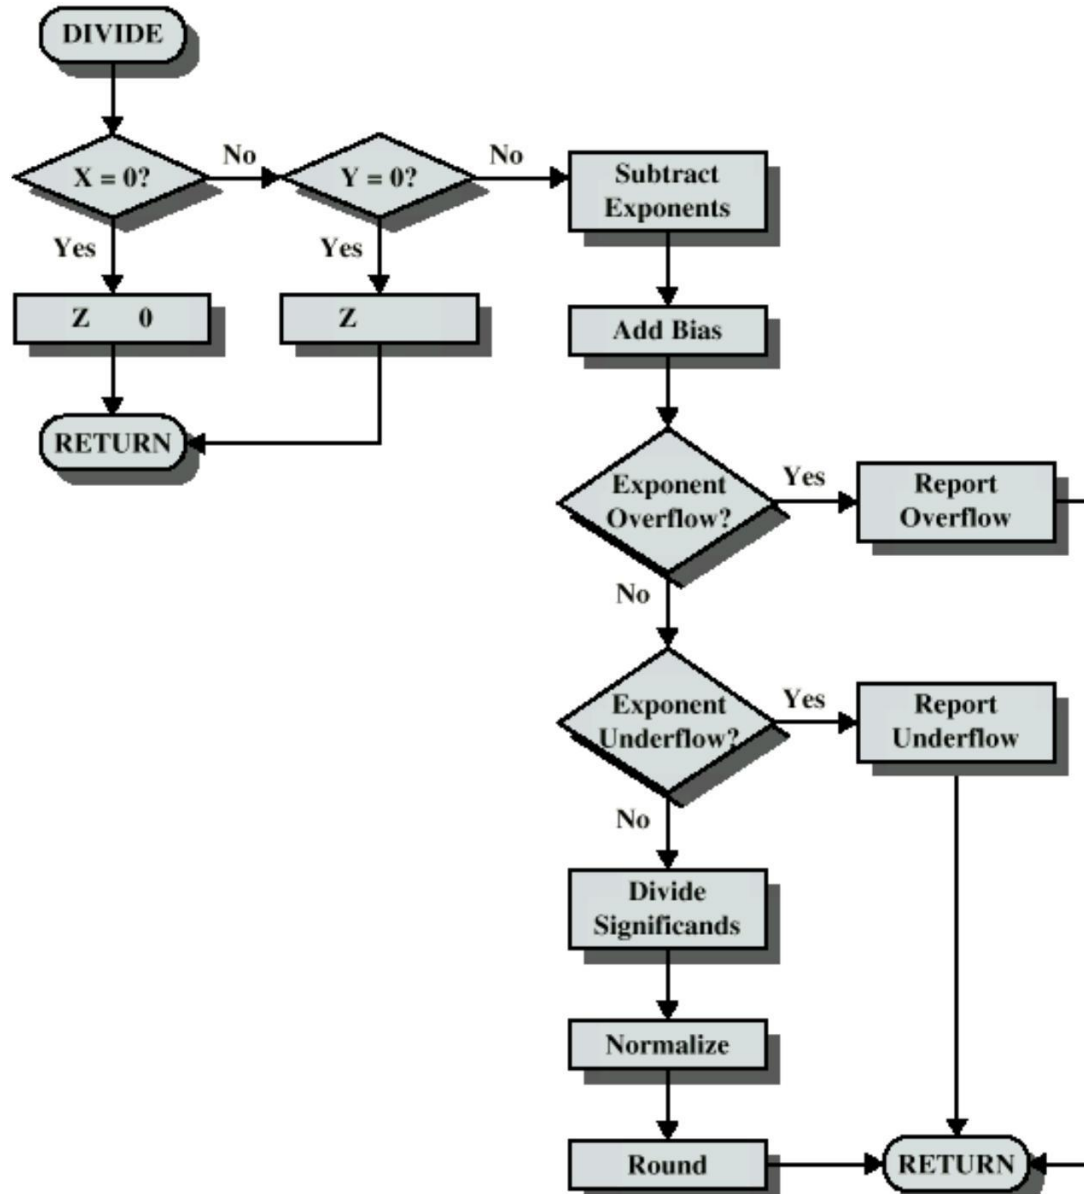 DIVIDE
X = 0?
No
Y = 0?
No
Subtract
Exponents
Yes
Yes
Z 0
Z
Add Bias
RETURN
Exponent
Overflow?
Yes
Report
Overflow
No
Exponent
Underflow?
Yes
Report
Underflow
No
Divide
Significands
Normalize
Round
RETURN